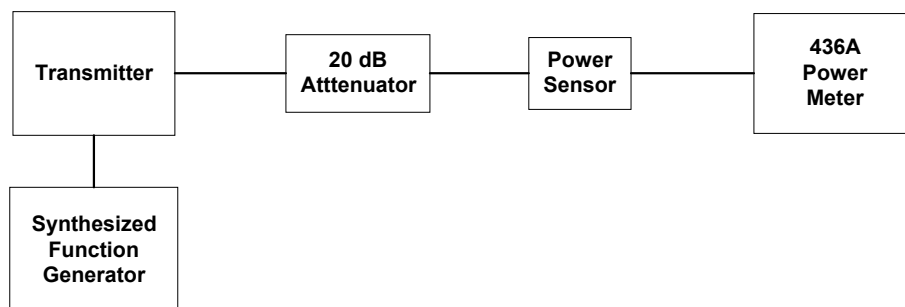 Transmitter
20 dB
Atttenuator
Power
Sensor
436A
Power
Meter
Synthesized
Function
Generator